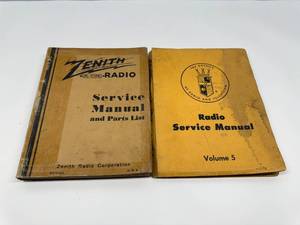 ZENITH
RADIO
Service
Manual
and Parts List
Zenith Radio Corporation
Radio
Service Manual
Volume 5